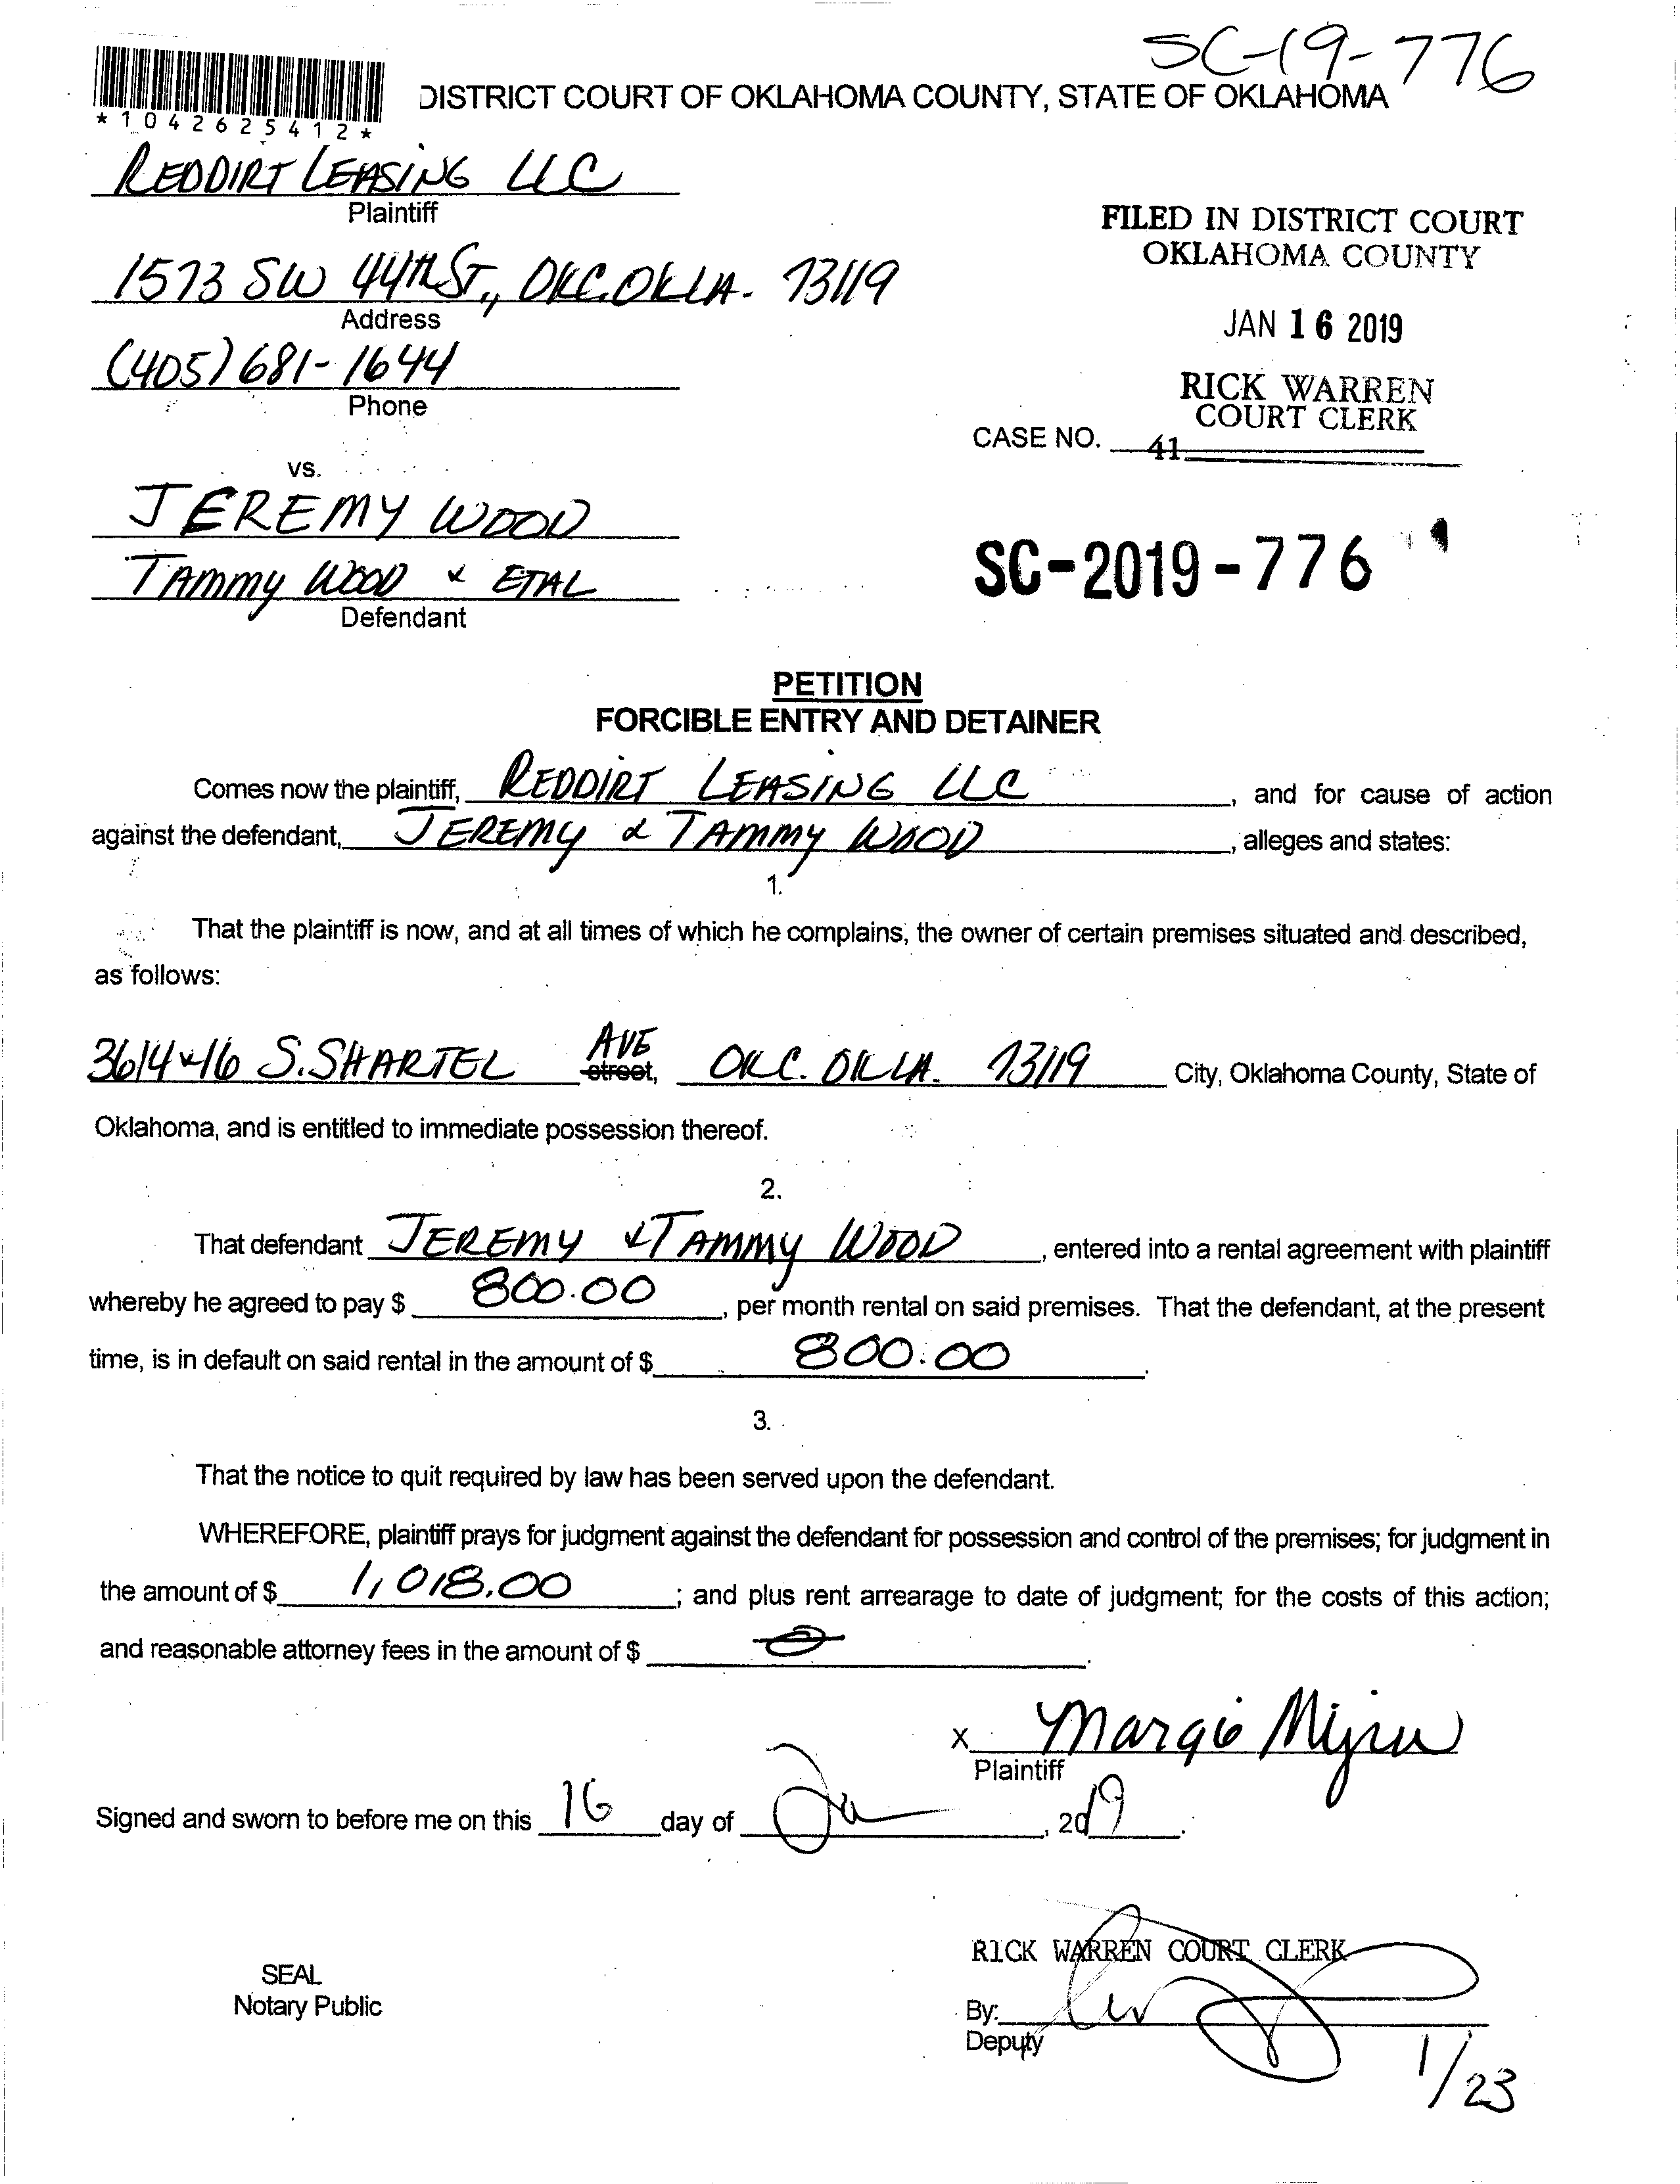 SC-19-776
*1042625412*
DISTRICT COURT OF OKLAHOMA COUNTY, STATE OF OKLAHOMA
REDDIRT LEASING LLC
Plaintiff
1573 SW 44TH ST., OKC. OKLA. 73119
Address
(405) 681-1644
Phone
FILED IN DISTRICT COURT
OKLAHOMA COUNTY
JAN 16 2019
RICK WARREN
COURT CLERK
CASE NO. 41
vs.
JEREMY WOOD
TAMMY WOOD & ETAL
Defendant
SC-2019-776
PETITION
FORCIBLE ENTRY AND DETAINER
Comes now the plaintiff, REDDIRT LEASING LLC, and for cause of action
against the defendant, JEREMY & TAMMY WOOD, alleges and states:
1.
That the plaintiff is now, and at all times of which he complains, the owner of certain premises situated and described,
as follows:
3614 & 16 S. SHARTEL AVE street, OKC. OKLA. 73119 City, Oklahoma County, State of
Oklahoma, and is entitled to immediate possession thereof.
2.
That defendant JEREMY & TAMMY WOOD, entered into a rental agreement with plaintiff
whereby he agreed to pay $ 800.00, per month rental on said premises. That the defendant, at the present
time, is in default on said rental in the amount of $ 800.00.
3.
That the notice to quit required by law has been served upon the defendant.
WHEREFORE, plaintiff prays for judgment against the defendant for possession and control of the premises; for judgment in
the amount of $ 1,018.00; and plus rent arrearage to date of judgment; for the costs of this action;
and reasonable attorney fees in the amount of $ 0.
x Margie
Plaintiff
Signed and sworn to before me on this 16 day of Jan, 2019.
RICK WARREN COURT CLERK
SEAL
Notary Public
By:
Deputy
1/23